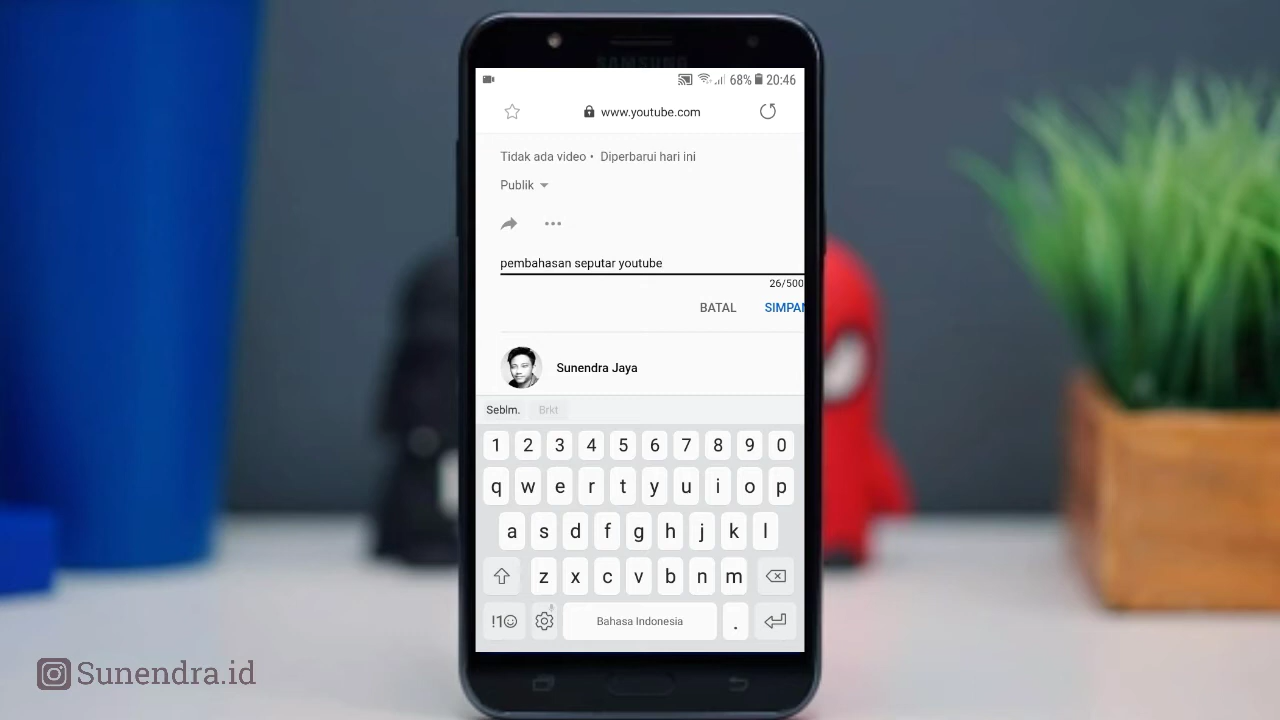 SAMSUNG
68% 20:46
www.youtube.com
Tidak ada video • Diperbarui hari ini
Publik
pembahasan seputar youtube
26/500
BATAL SIMPAN
Sunendra Jaya
Seblm. Brkt
1 2 3 4 5 6 7 8 9 0
q w e r t y u i o p
a s d f g h j k l
z x c v b n m
!1☺ Bahasa Indonesia .
Sunendra.id